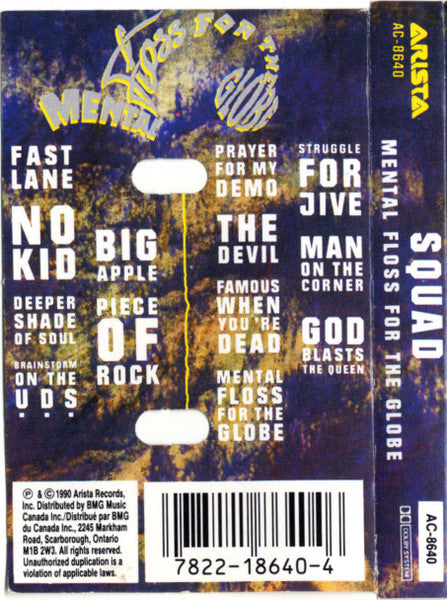 MENTAL
FLOSS FOR THE
GLOBE
FAST
LANE
NO
KID
DEEPER
SHADE
OF SOUL
BRAINSTORM
ON THE
UDS
...
BIG
APPLE
PIECE
OF
ROCK
PRAYER
FOR MY
DEMO
THE
DEVIL
FAMOUS
WHEN
YOU'RE
DEAD
MENTAL
FLOSS
FOR THE
GLOBE
STRUGGLE
FOR
JIVE
MAN
ON THE
CORNER
GOD
BLASTS
THE QUEEN
℗ & © 1990 Arista Records,
Inc. Distributed by BMG Music
Canada Inc./Distribué par BMG
du Canada Inc., 2245 Markham
Road, Scarborough, Ontario
M1B 2W3. All rights reserved.
Unauthorized duplication is a
violation of applicable laws.
7822-18640-4
ARISTA
AC-8640
SQUAD
MENTAL FLOSS FOR THE GLOBE
DOLBY SYSTEM
AC-8640